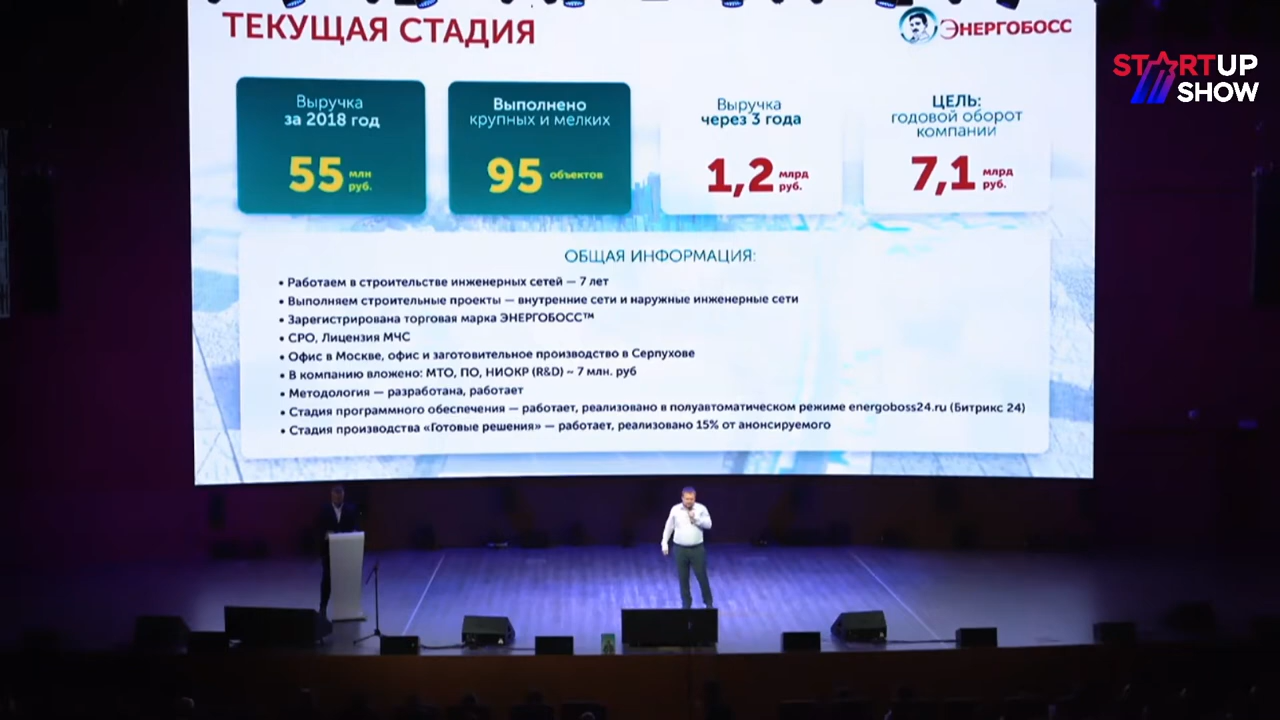 ТЕКУЩАЯ СТАДИЯ
ЭНЕРГОБОСС
STARTUP
SHOW
Выручка
за 2018 год
55 млн
руб.
Выполнено
крупных и мелких
95 объектов
Выручка
через 3 года
1,2 млрд
руб.
ЦЕЛЬ:
годовой оборот
компании
7,1 млрд
руб.
ОБЩАЯ ИНФОРМАЦИЯ:
• Работаем в строительстве инженерных сетей — 7 лет
• Выполняем строительные проекты — внутренние сети и наружные инженерные сети
• Зарегистрирована торговая марка ЭНЕРГОБОСС™
• СРО, Лицензия МЧС
• Офис в Москве, офис и заготовительное производство в Серпухове
• В компанию вложено: МТО, ПО, НИОКР (R&D) ~ 7 млн. руб
• Методология — разработана, работает
• Стадия программного обеспечения — работает, реализовано в полуавтоматическом режиме energoboss24.ru (Битрикс 24)
• Стадия производства «Готовые решения» — работает, реализовано 15% от анонсируемого